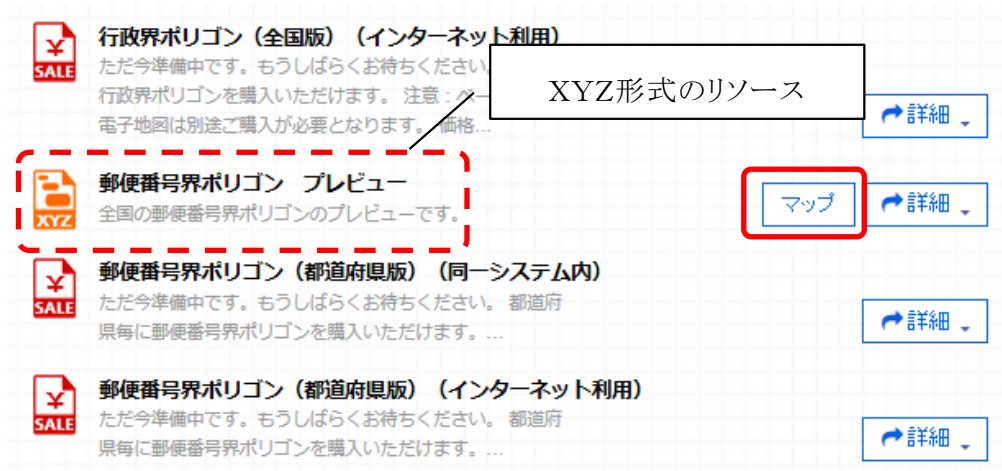 行政界ポリゴン（全国版）（インターネット利用）
SALE
ただ今準備中です。もうしばらくお待ちください。
行政界ポリゴンを購入いただけます。 注意：ペー
電子地図は別途ご購入が必要となります。 価格...
XYZ形式のリソース
詳細
郵便番号界ポリゴン　プレビュー
XYZ
全国の郵便番号界ポリゴンのプレビューです。
マップ
詳細
郵便番号界ポリゴン（都道府県版）（同一システム内）
SALE
ただ今準備中です。もうしばらくお待ちください。 都道府
県毎に郵便番号界ポリゴンを購入いただけます。...
詳細
郵便番号界ポリゴン（都道府県版）（インターネット利用）
SALE
ただ今準備中です。もうしばらくお待ちください。 都道府
県毎に郵便番号界ポリゴンを購入いただけます。...
詳細